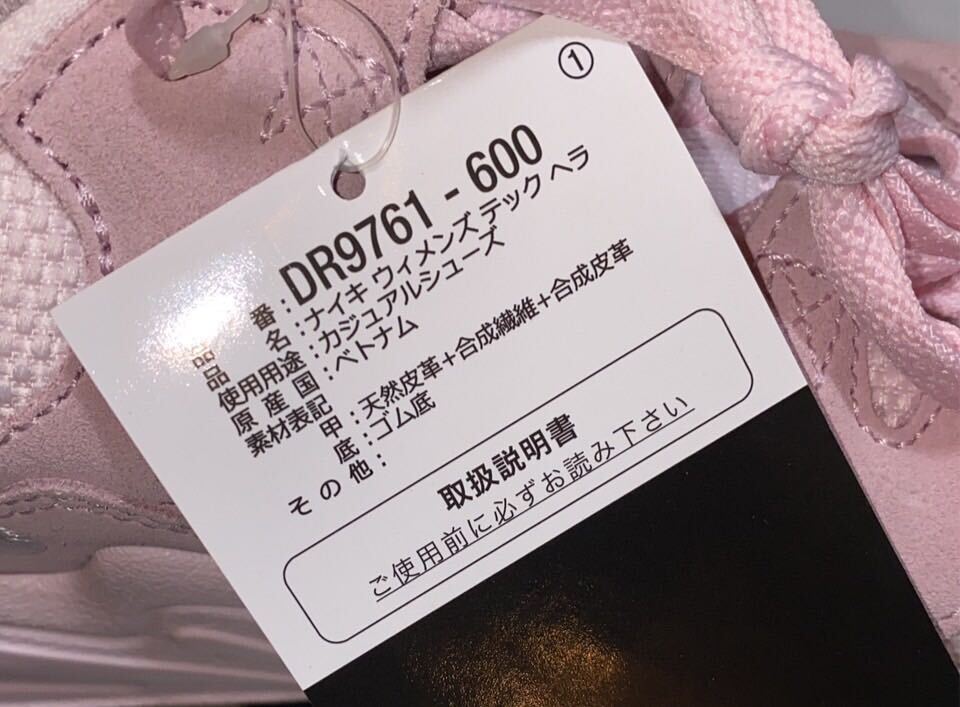 ①
品番：DR9761 - 600
品名：ナイキ ウィメンズ テック ヘラ
使用用途：カジュアルシューズ
原産国：ベトナム
素材表記
甲：天然皮革+合成繊維+合成皮革
底：ゴム底
その他：
取扱説明書
ご使用前に必ずお読み下さい